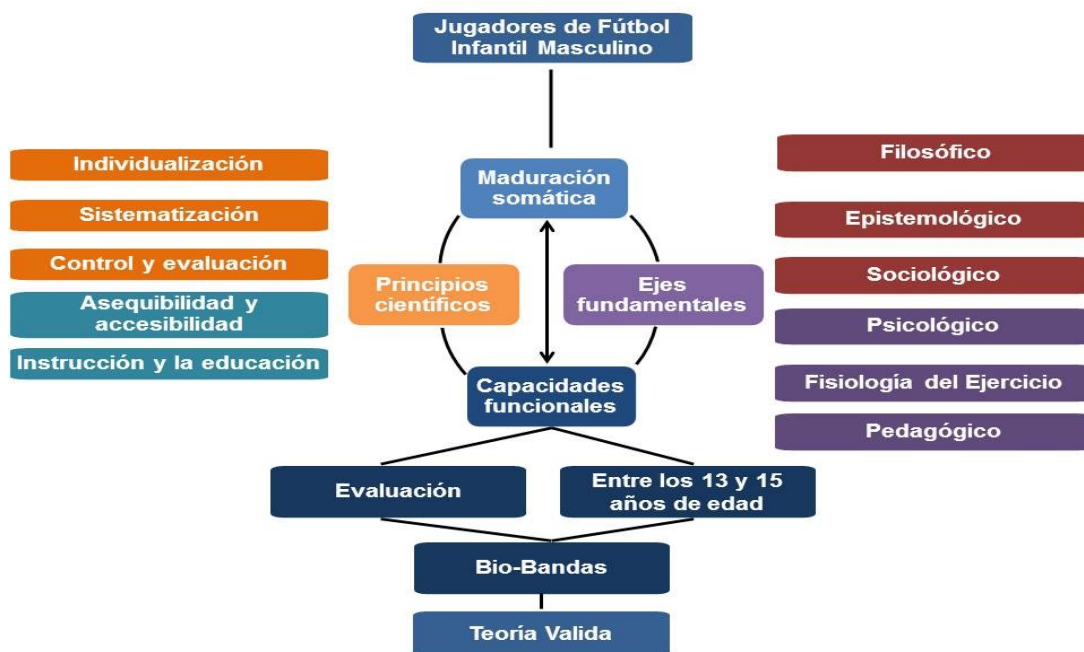 Jugadores de Fútbol
Infantil Masculino
Individualización
Sistematización
Control y evaluación
Asequibilidad y
accesibilidad
Instrucción y la educación
Maduración
somática
Principios
científicos
Ejes
fundamentales
Capacidades
funcionales
Filosófico
Epistemológico
Sociológico
Psicológico
Fisiología del Ejercicio
Pedagógico
Evaluación
Entre los 13 y 15
años de edad
Bio-Bandas
Teoría Valida